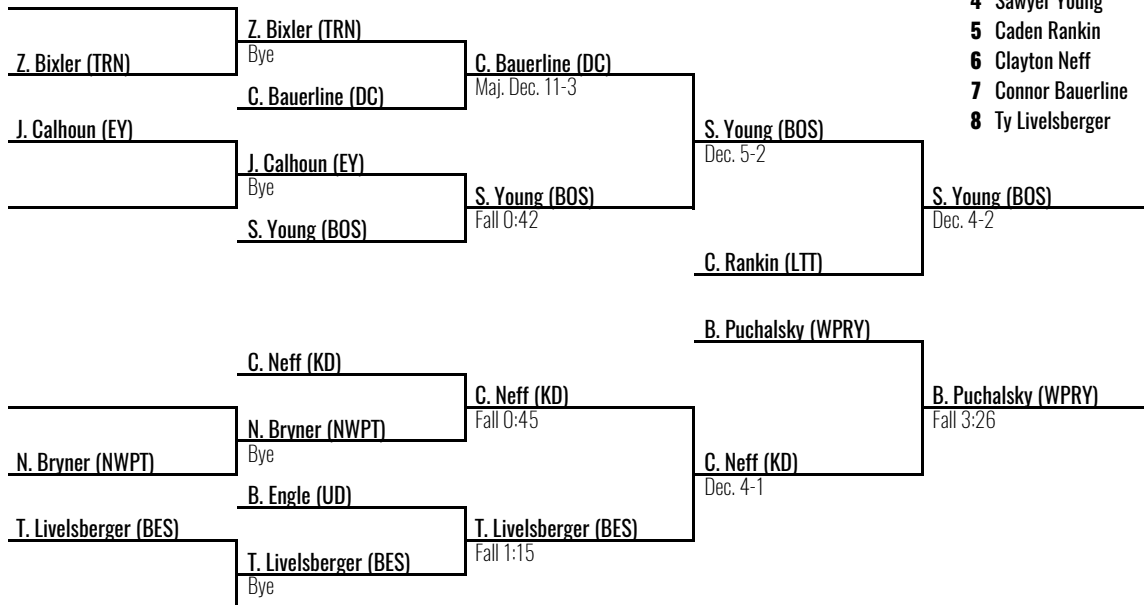 4 Sawyer Young
5 Caden Rankin
6 Clayton Neff
7 Connor Bauerline
8 Ty Livelsberger
Z. Bixler (TRN)
J. Calhoun (EY)
Z. Bixler (TRN)
Bye
C. Bauerline (DC)
J. Calhoun (EY)
Bye
S. Young (BOS)
C. Bauerline (DC)
Maj. Dec. 11-3
S. Young (BOS)
Fall 0:42
S. Young (BOS)
Dec. 5-2
C. Rankin (LTT)
S. Young (BOS)
Dec. 4-2
N. Bryner (NWPT)
T. Livelsberger (BES)
C. Neff (KD)
N. Bryner (NWPT)
Bye
B. Engle (UD)
T. Livelsberger (BES)
Bye
C. Neff (KD)
Fall 0:45
T. Livelsberger (BES)
Fall 1:15
B. Puchalsky (WPRY)
C. Neff (KD)
Dec. 4-1
B. Puchalsky (WPRY)
Fall 3:26